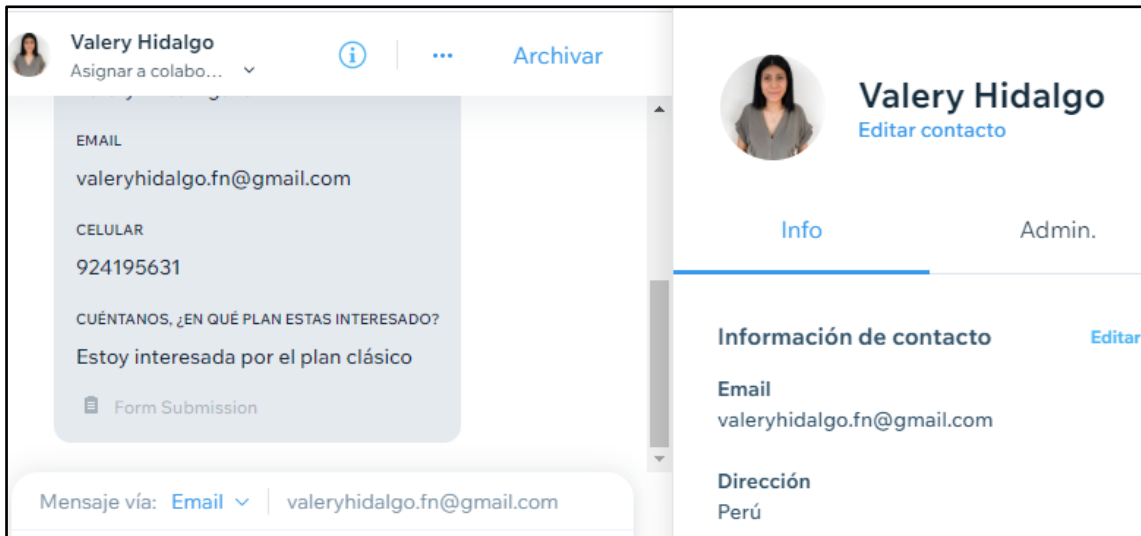 Valery Hidalgo
Asignar a colabo...
Archivar
EMAIL
valeryhidalgo.fn@gmail.com
CELULAR
924195631
CUÉNTANOS, ¿EN QUÉ PLAN ESTAS INTERESADO?
Estoy interesada por el plan clásico
Form Submission
Mensaje vía: Email valeryhidalgo.fn@gmail.com
Valery Hidalgo
Editar contacto
Info Admin.
Información de contacto Editar
Email
valeryhidalgo.fn@gmail.com
Dirección
Perú